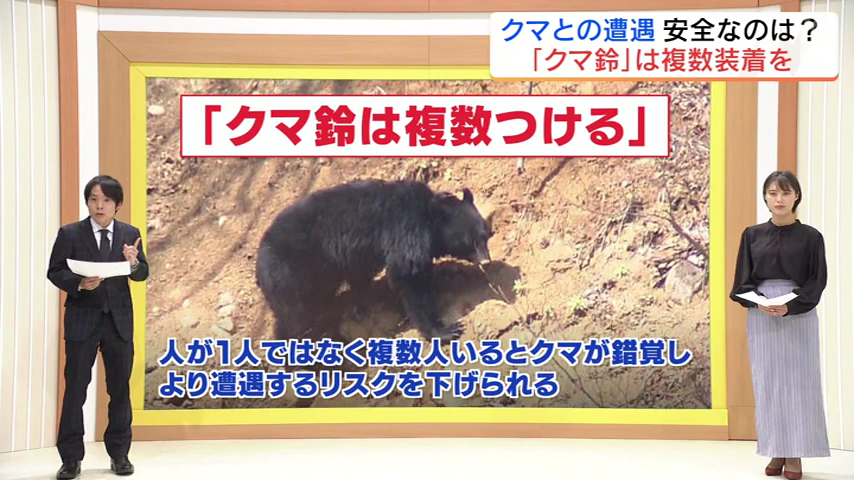 クマとの遭遇 安全なのは？
「クマ鈴」は複数装着を
「クマ鈴は複数つける」
人が1人ではなく複数人いるとクマが錯覚し
より遭遇するリスクを下げられる